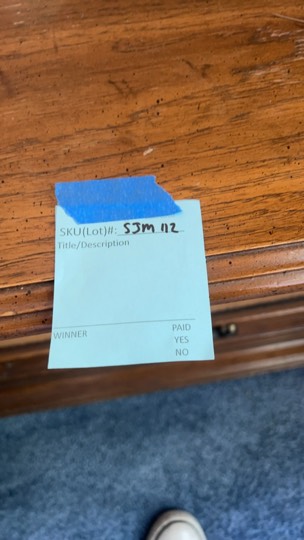 SKU(Lot)#: SJM 112
Title/Description
WINNER PAID
YES
NO